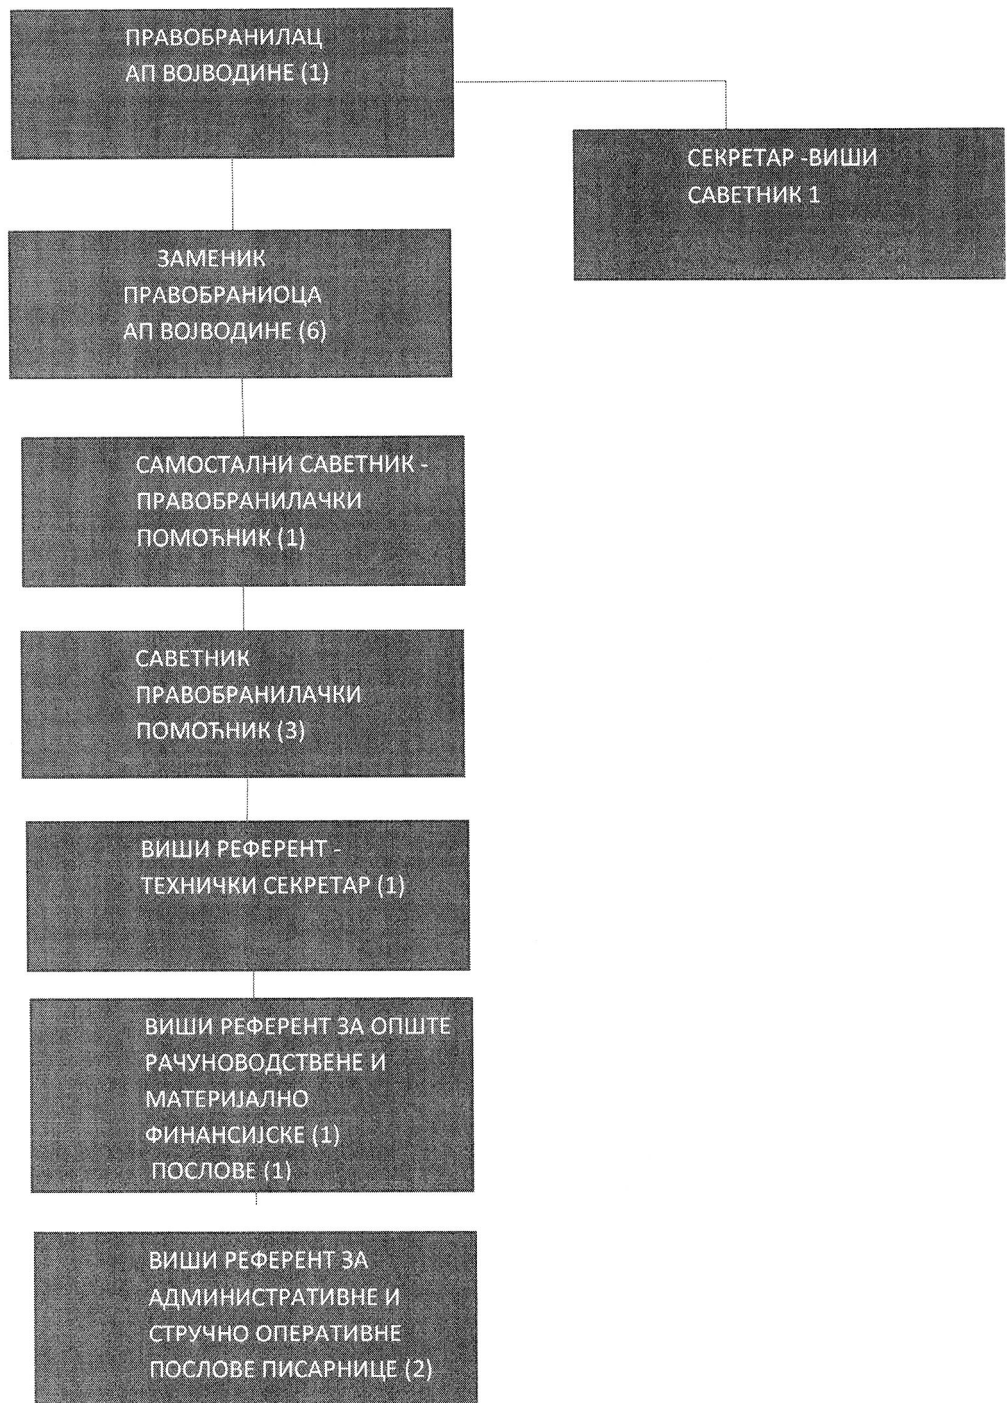 ПРАВОБРАНИЛАЦ
АП ВОЈВОДИНЕ (1)
СЕКРЕТАР -ВИШИ
САВЕТНИК 1
ЗАМЕНИК
ПРАВОБРАНИОЦА
АП ВОЈВОДИНЕ (6)
САМОСТАЛНИ САВЕТНИК -
ПРАВОБРАНИЛАЧКИ
ПОМОЋНИК (1)
САВЕТНИК
ПРАВОБРАНИЛАЧКИ
ПОМОЋНИК (3)
ВИШИ РЕФЕРЕНТ -
ТЕХНИЧКИ СЕКРЕТАР (1)
ВИШИ РЕФЕРЕНТ ЗА ОПШТЕ
РАЧУНОВОДСТВЕНЕ И
МАТЕРИЈАЛНО
ФИНАНСИЈСКЕ (1)
ПОСЛОВЕ (1)
ВИШИ РЕФЕРЕНТ ЗА
АДМИНИСТРАТИВНЕ И
СТРУЧНО ОПЕРАТИВНЕ
ПОСЛОВЕ ПИСАРНИЦЕ (2)